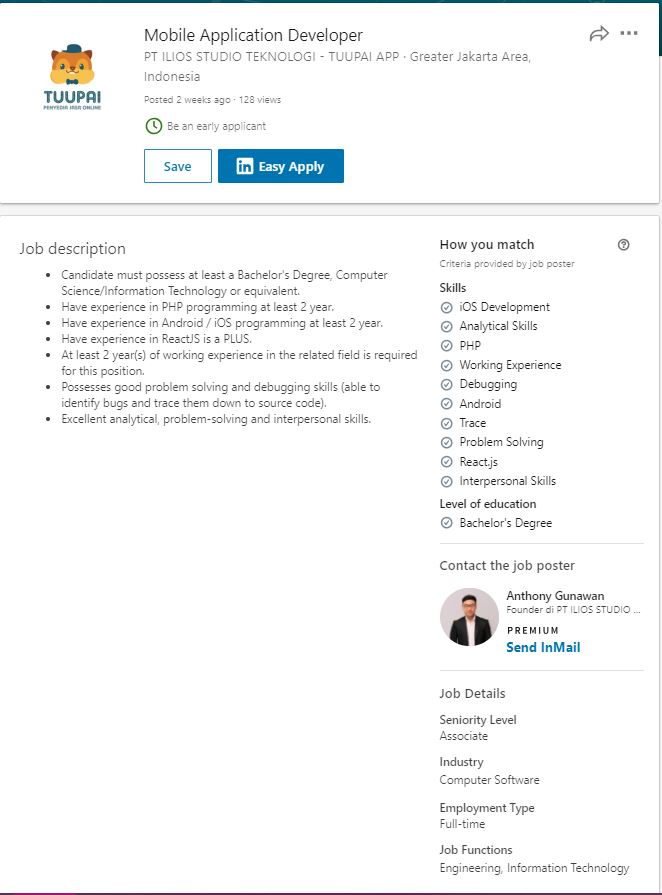 Mobile Application Developer
PT ILIOS STUDIO TEKNOLOGI - TUUPAI APP · Greater Jakarta Area,
Indonesia
TUUPAI
PENYEDIA JASA ONLINE
Posted 2 weeks ago · 128 views
Be an early applicant
Save
in Easy Apply
Job description
• Candidate must possess at least a Bachelor's Degree, Computer
Science/Information Technology or equivalent.
• Have experience in PHP programming at least 2 year.
• Have experience in Android / iOS programming at least 2 year.
• Have experience in ReactJS is a PLUS.
• At least 2 year(s) of working experience in the related field is required
for this position.
• Possesses good problem solving and debugging skills (able to
identify bugs and trace them down to source code).
• Excellent analytical, problem-solving and interpersonal skills.
How you match
Criteria provided by job poster
Skills
iOS Development
Analytical Skills
PHP
Working Experience
Debugging
Android
Trace
Problem Solving
React.js
Interpersonal Skills
Level of education
Bachelor's Degree
Contact the job poster
Anthony Gunawan
Founder di PT ILIOS STUDIO ...
PREMIUM
Send InMail
Job Details
Seniority Level
Associate
Industry
Computer Software
Employment Type
Full-time
Job Functions
Engineering, Information Technology